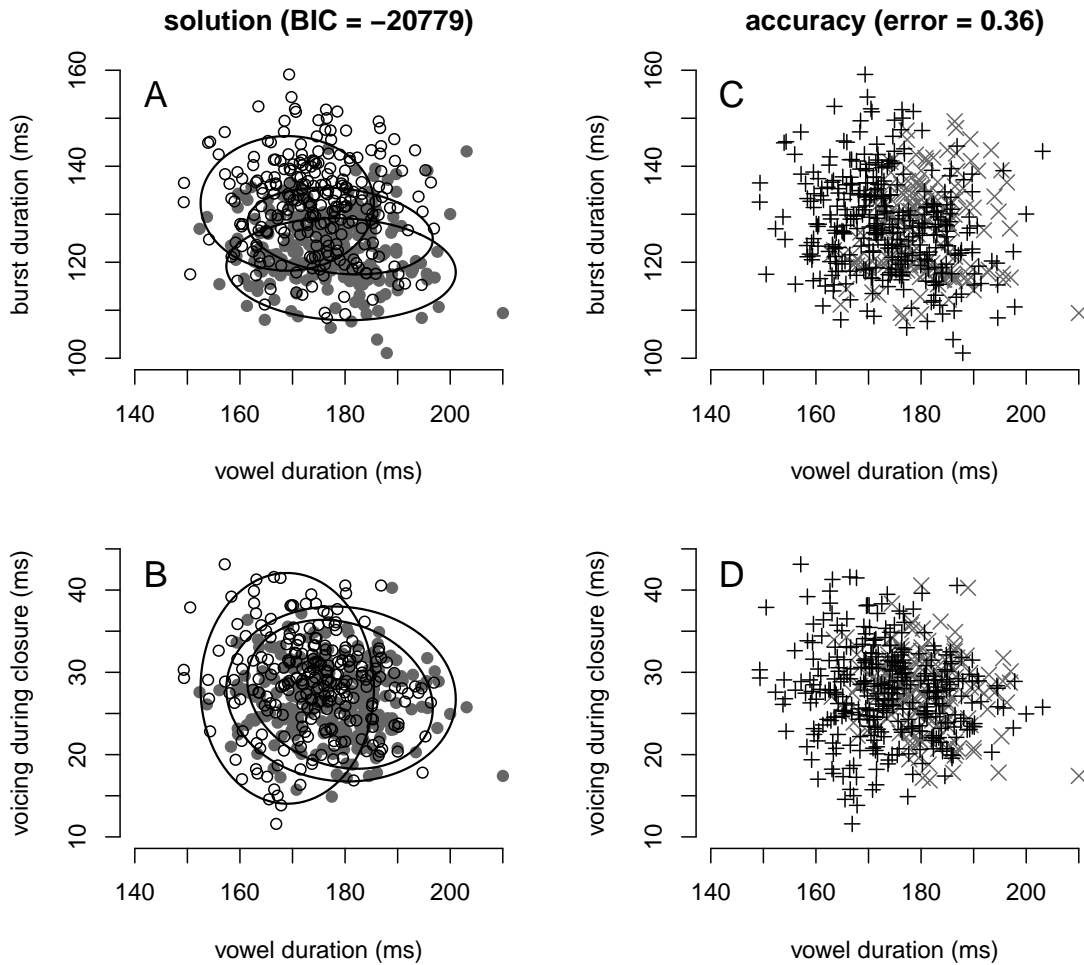 solution (BIC = −20779)
accuracy (error = 0.36)
A
burst duration (ms)
100 120 140 160
140 160 180 200
vowel duration (ms)
C
burst duration (ms)
100 120 140 160
140 160 180 200
vowel duration (ms)
B
voicing during closure (ms)
10 20 30 40
140 160 180 200
vowel duration (ms)
D
voicing during closure (ms)
10 20 30 40
140 160 180 200
vowel duration (ms)